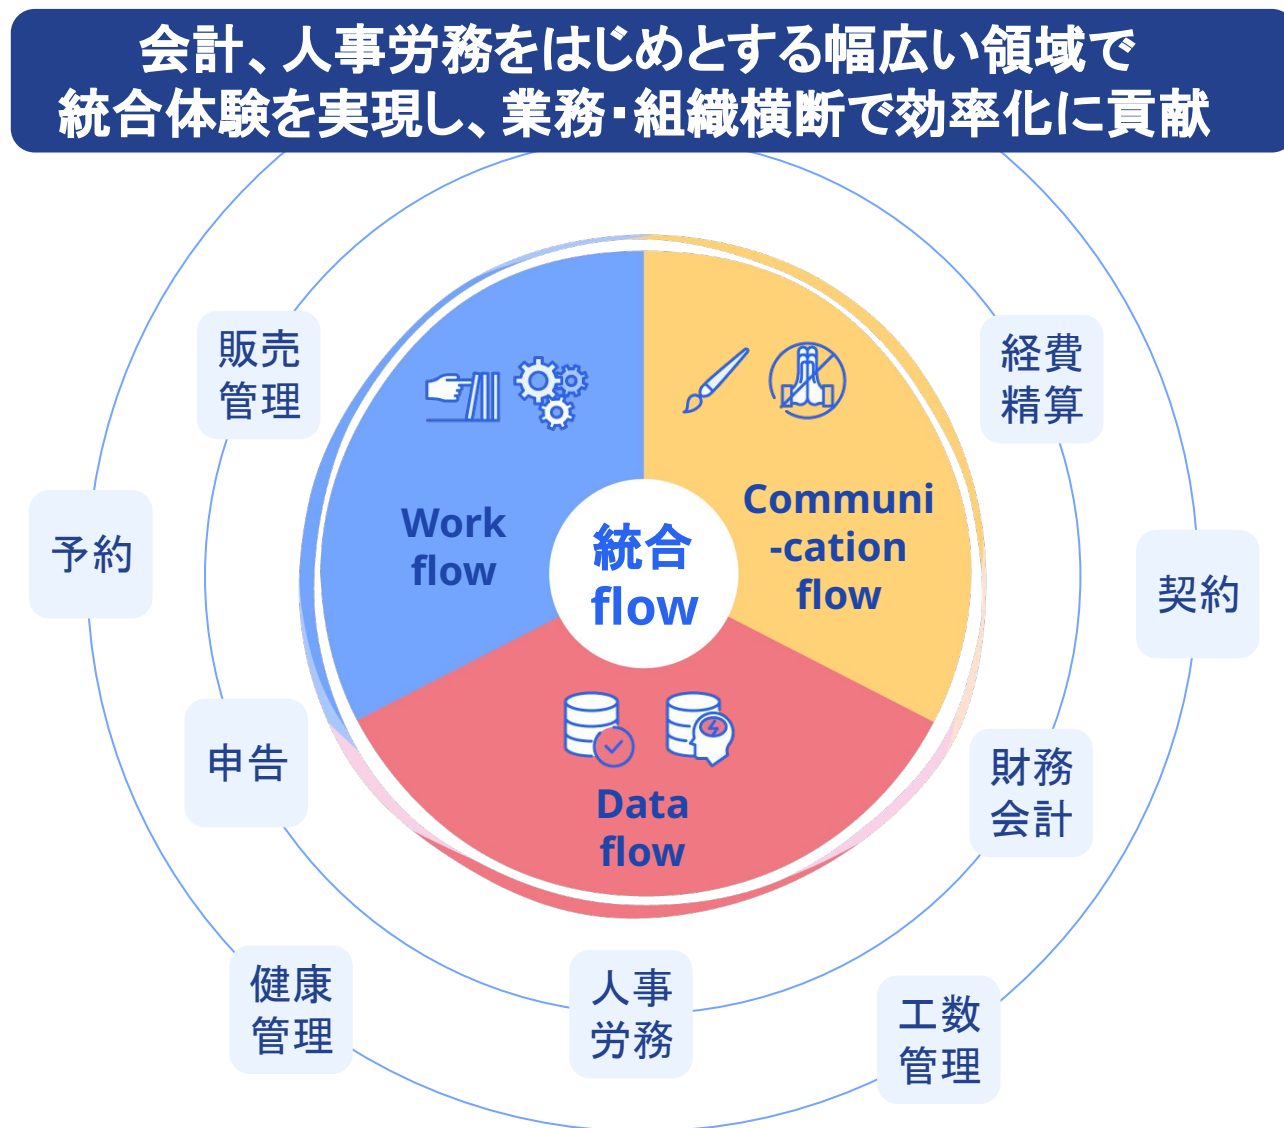 会計、人事労務をはじめとする幅広い領域で
統合体験を実現し、業務・組織横断で効率化に貢献
販売
管理
経費
精算
Work
flow
Communi
-cation
flow
統合
flow
予約
契約
申告
財務
会計
Data
flow
健康
管理
人事
労務
工数
管理